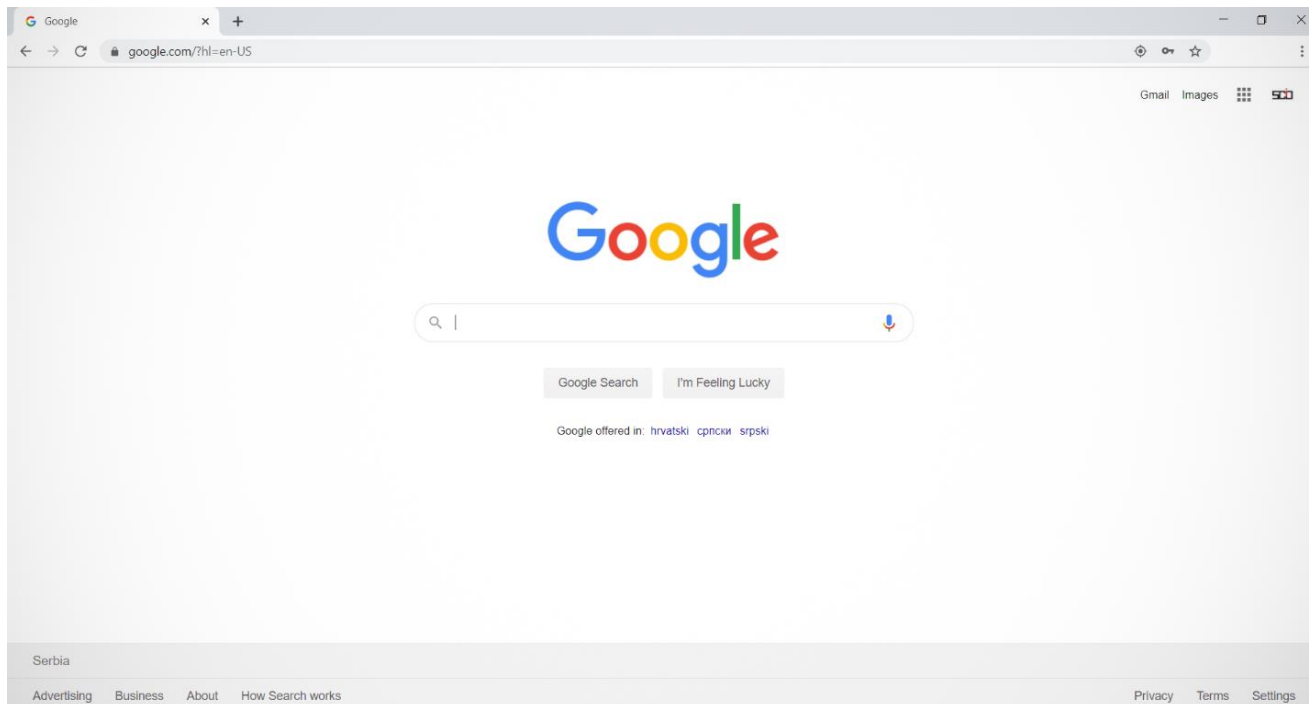 Google
google.com/?hl=en-US
Gmail Images
Google
Google Search I'm Feeling Lucky
Google offered in: hrvatski српски srpski
Serbia
Advertising Business About How Search works Privacy Terms Settings